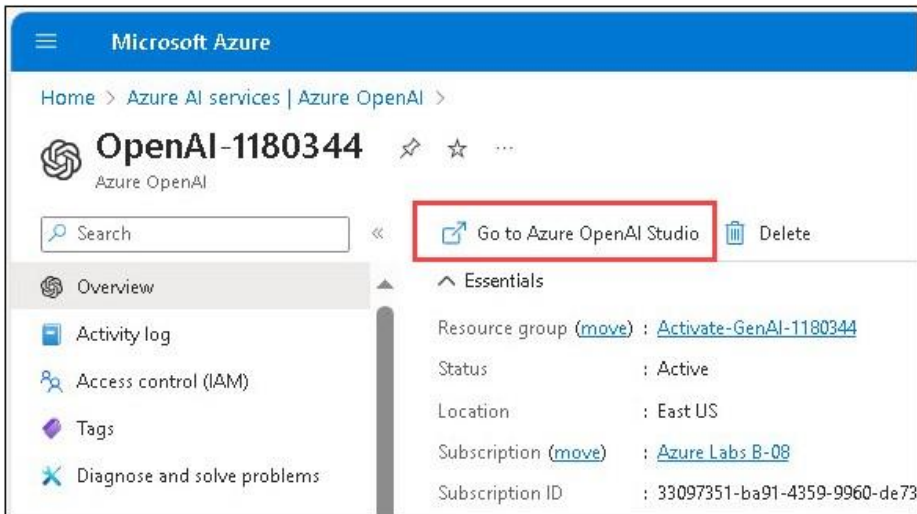 Microsoft Azure
Home > Azure AI services | Azure OpenAI >
OpenAI-1180344
Azure OpenAI
Search
«
Go to Azure OpenAI Studio
Delete
Overview
Activity log
Access control (IAM)
Tags
Diagnose and solve problems
Essentials
Resource group (move) : Activate-GenAI-1180344
Status : Active
Location : East US
Subscription (move) : Azure Labs B-08
Subscription ID : 33097351-ba91-4359-9960-de73